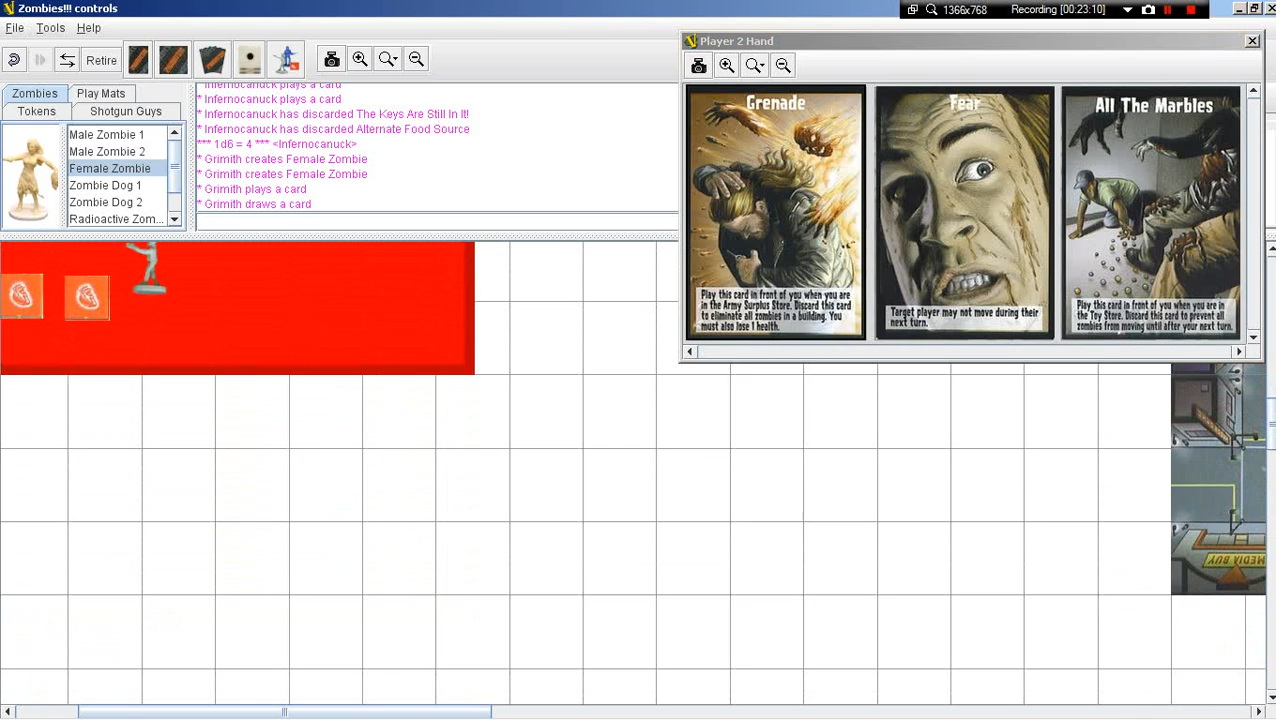 Zombies!!! controls
1366x768
Recording [00:23:10]
File Tools Help
Retire
Zombies
Play Mats
Tokens
Shotgun Guys
Male Zombie 1
Male Zombie 2
Female Zombie
Zombie Dog 1
Zombie Dog 2
Radioactive Zom...
* Infernocanuck plays a card
* Infernocanuck plays a card
* Infernocanuck has discarded The Keys Are Still In It!
* Infernocanuck has discarded Alternate Food Source
*** 1d6 = 4 *** <Infernocanuck>
* Grimith creates Female Zombie
* Grimith creates Female Zombie
* Grimith plays a card
* Grimith draws a card
Player 2 Hand
Grenade
Play this card in front of you when you are
in the Army Surplus Store. Discard this card
to eliminate all zombies in a building. You
must also lose 1 health.
Fear
Target player may not move during their
next turn.
All The Marbles
Play this card in front of you when you are
in the Toy Store. Discard this card to prevent all
zombies from moving until after your next turn.
MEDIA BUY